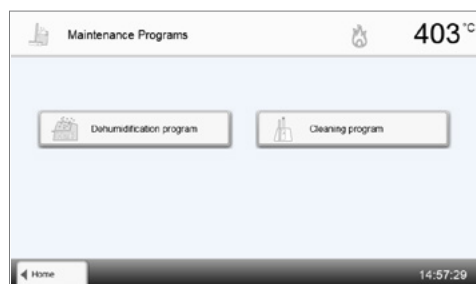 Maintenance Programs
403 °C
Dehumidification program
Cleaning program
Home
14:57:29